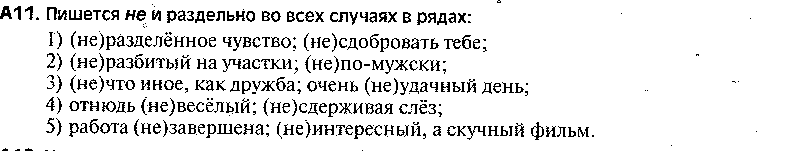 А11. Пишется не и раздельно во всех случаях в рядах:
1) (не)разделённое чувство; (не)сдобровать тебе;
2) (не)разбитый на участки; (не)по-мужски;
3) (не)что иное, как дружба; очень (не)удачный день;
4) отнюдь (не)весёлый; (не)сдерживая слёз;
5) работа (не)завершена; (не)интересный, а скучный фильм.